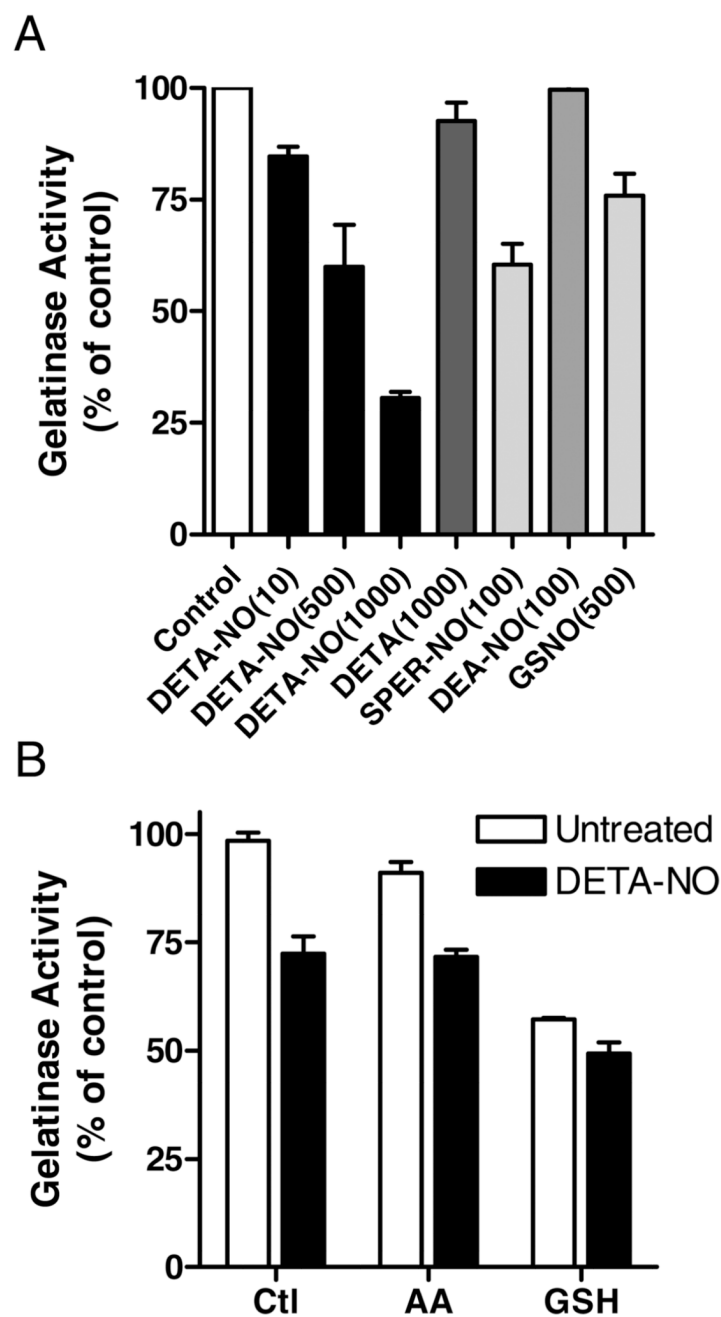 A
Gelatinase Activity
(% of control)
100
75
50
25
0
Control
DETA-NO(10)
DETA-NO(500)
DETA-NO(1000)
DETA(1000)
SPER-NO(100)
DEA-NO(100)
GSNO(500)
B
Gelatinase Activity
(% of control)
100
75
50
25
0
Untreated
DETA-NO
Ctl AA GSH